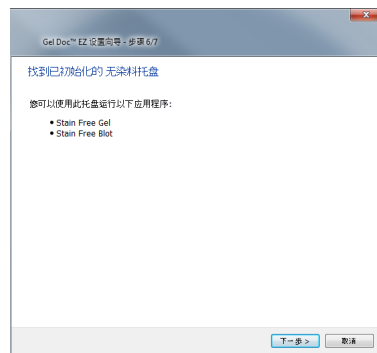 Gel Doc™ EZ 设置向导 - 步骤 6/7
找到已初始化的 无染料托盘
您可以使用此托盘运行以下应用程序:
• Stain Free Gel
• Stain Free Blot
下一步 >
取消